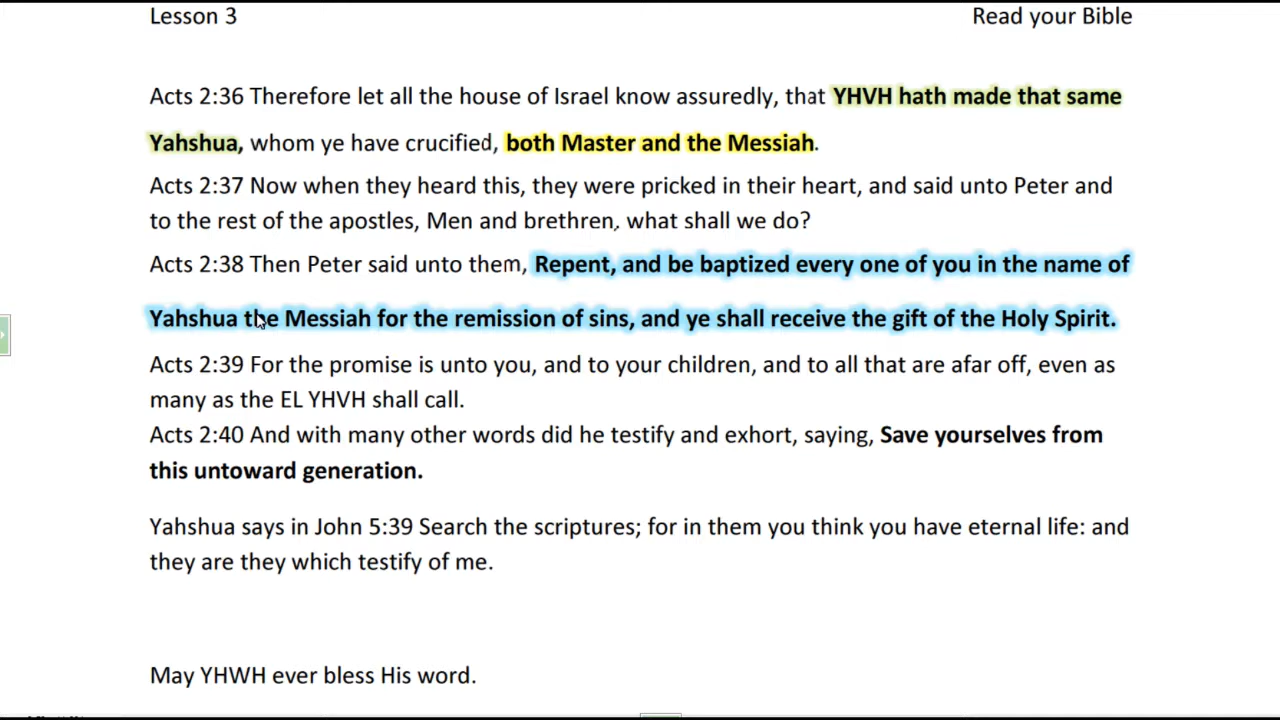 Lesson 3 Read your Bible
Acts 2:36 Therefore let all the house of Israel know assuredly, that YHVH hath made that same
Yahshua, whom ye have crucified, both Master and the Messiah.
Acts 2:37 Now when they heard this, they were pricked in their heart, and said unto Peter and
to the rest of the apostles, Men and brethren, what shall we do?
Acts 2:38 Then Peter said unto them, Repent, and be baptized every one of you in the name of
Yahshua the Messiah for the remission of sins, and ye shall receive the gift of the Holy Spirit.
Acts 2:39 For the promise is unto you, and to your children, and to all that are afar off, even as
many as the EL YHVH shall call.
Acts 2:40 And with many other words did he testify and exhort, saying, Save yourselves from
this untoward generation.
Yahshua says in John 5:39 Search the scriptures; for in them you think you have eternal life: and
they are they which testify of me.
May YHWH ever bless His word.